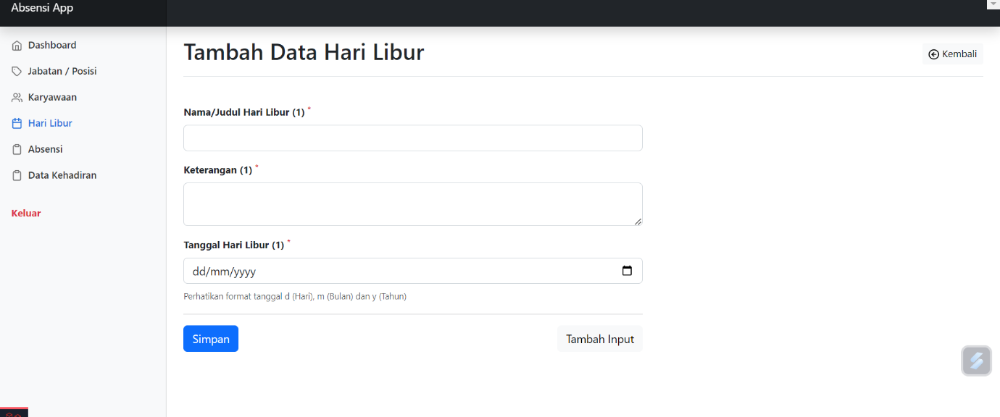 Absensi App
Dashboard
Jabatan / Posisi
Karyawaan
Hari Libur
Absensi
Data Kehadiran
Keluar
Tambah Data Hari Libur
Kembali
Nama/Judul Hari Libur (1) *
Keterangan (1) *
Tanggal Hari Libur (1) *
dd/mm/yyyy
Perhatikan format tanggal d (Hari), m (Bulan) dan y (Tahun)
Simpan
Tambah Input